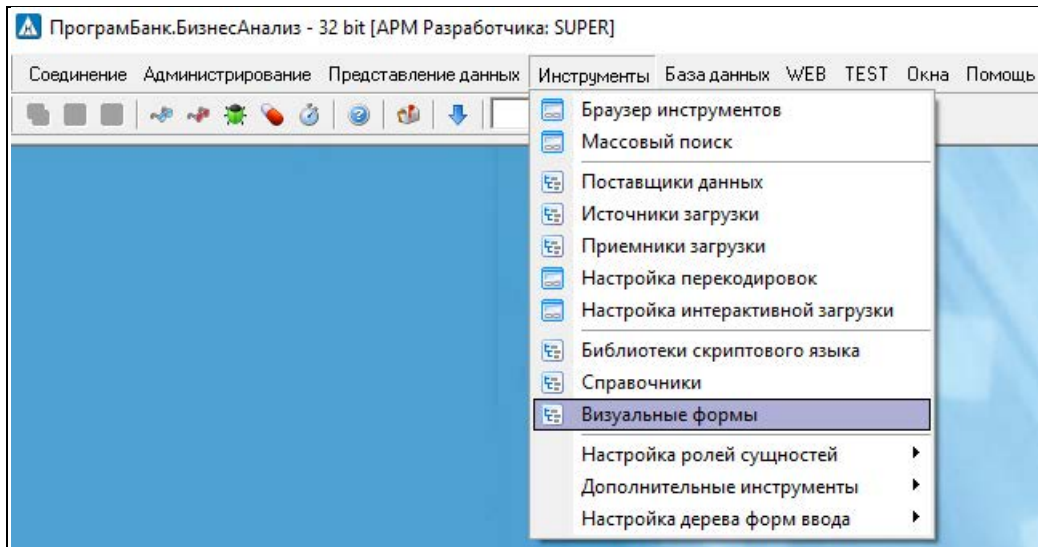 ПрограмБанк.БизнесАнализ - 32 bit [АРМ Разработчика: SUPER]
Соединение Администрирование Представление данных Инструменты База данных WEB TEST Окна Помощь
Браузер инструментов
Массовый поиск
Поставщики данных
Источники загрузки
Приемники загрузки
Настройка перекодировок
Настройка интерактивной загрузки
Библиотеки скриптового языка
Справочники
Визуальные формы
Настройка ролей сущностей
Дополнительные инструменты
Настройка дерева форм ввода